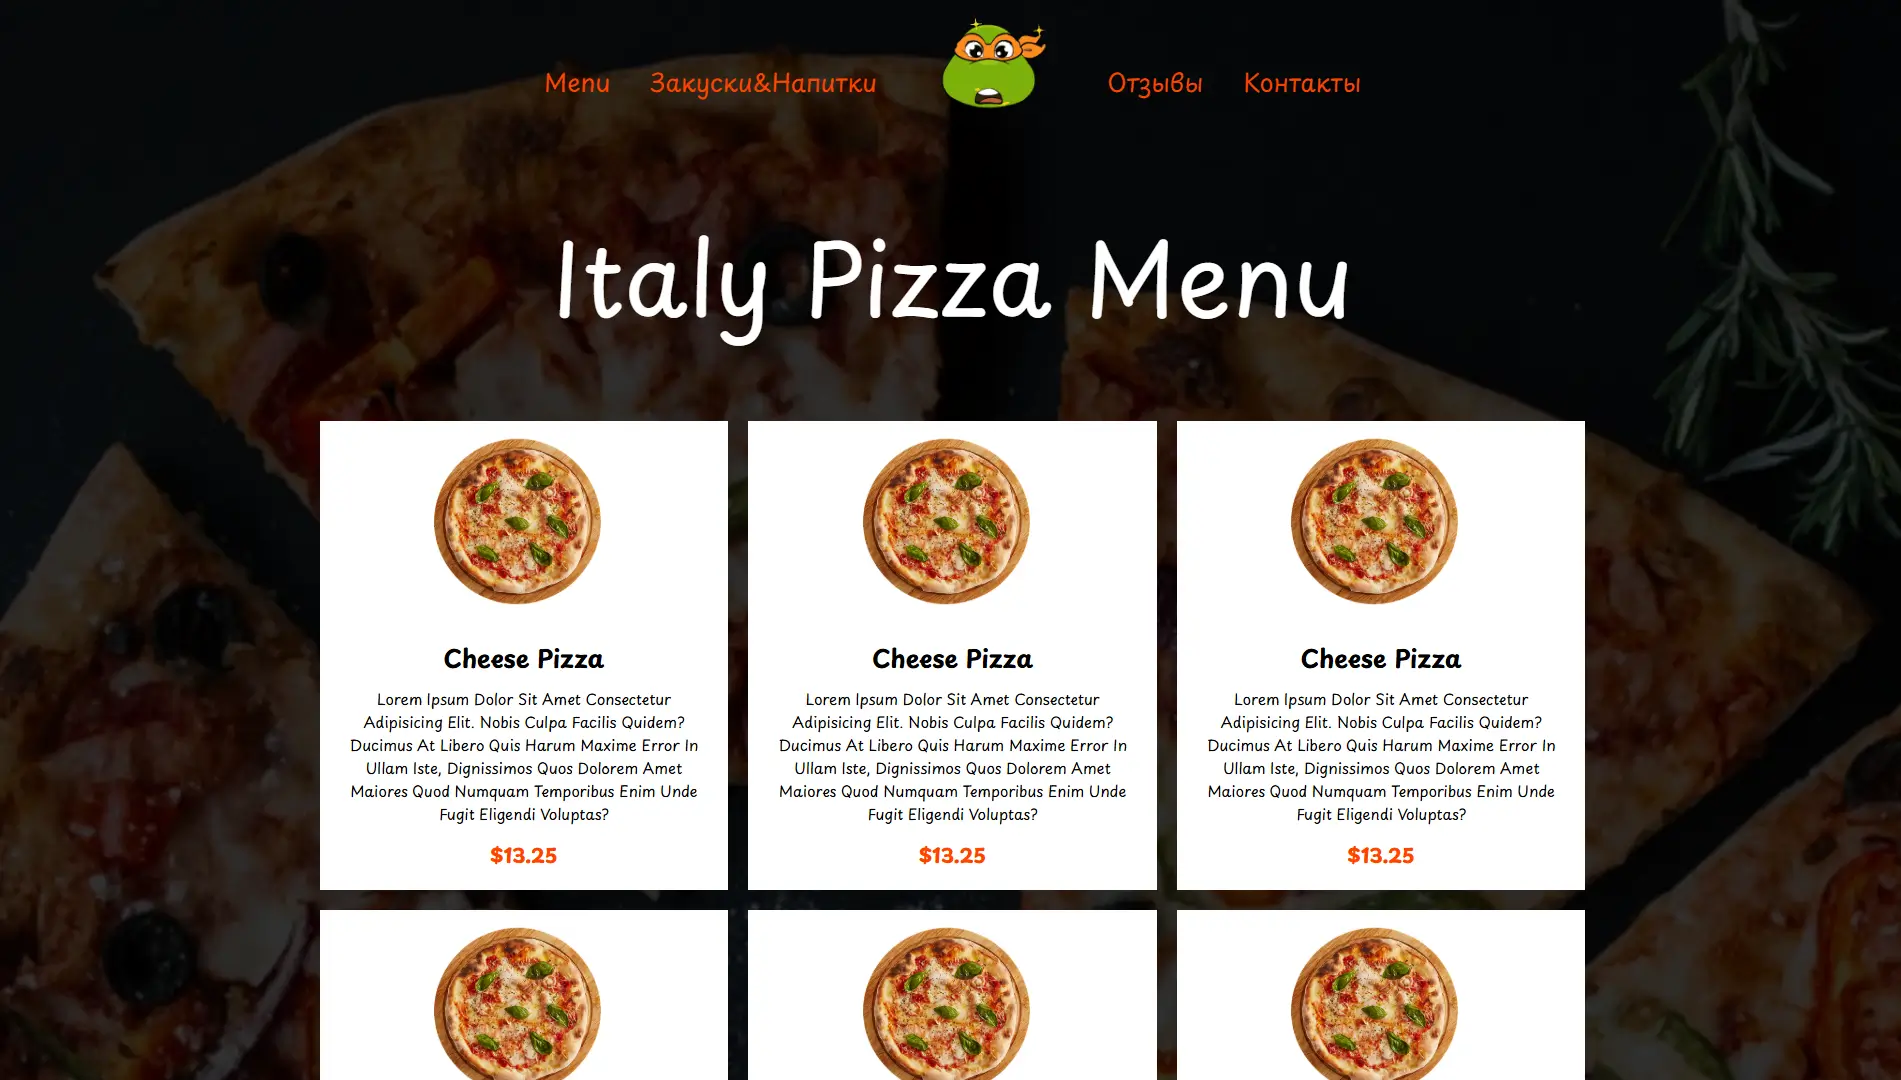 Menu Закуски&Напитки Отзывы Контакты
Italy Pizza Menu
Cheese Pizza
Lorem Ipsum Dolor Sit Amet Consectetur
Adipisicing Elit. Nobis Culpa Facilis Quidem?
Ducimus At Libero Quis Harum Maxime Error In
Ullam Iste, Dignissimos Quos Dolorem Amet
Maiores Quod Numquam Temporibus Enim Unde
Fugit Eligendi Voluptas?
$13.25
Cheese Pizza
Lorem Ipsum Dolor Sit Amet Consectetur
Adipisicing Elit. Nobis Culpa Facilis Quidem?
Ducimus At Libero Quis Harum Maxime Error In
Ullam Iste, Dignissimos Quos Dolorem Amet
Maiores Quod Numquam Temporibus Enim Unde
Fugit Eligendi Voluptas?
$13.25
Cheese Pizza
Lorem Ipsum Dolor Sit Amet Consectetur
Adipisicing Elit. Nobis Culpa Facilis Quidem?
Ducimus At Libero Quis Harum Maxime Error In
Ullam Iste, Dignissimos Quos Dolorem Amet
Maiores Quod Numquam Temporibus Enim Unde
Fugit Eligendi Voluptas?
$13.25